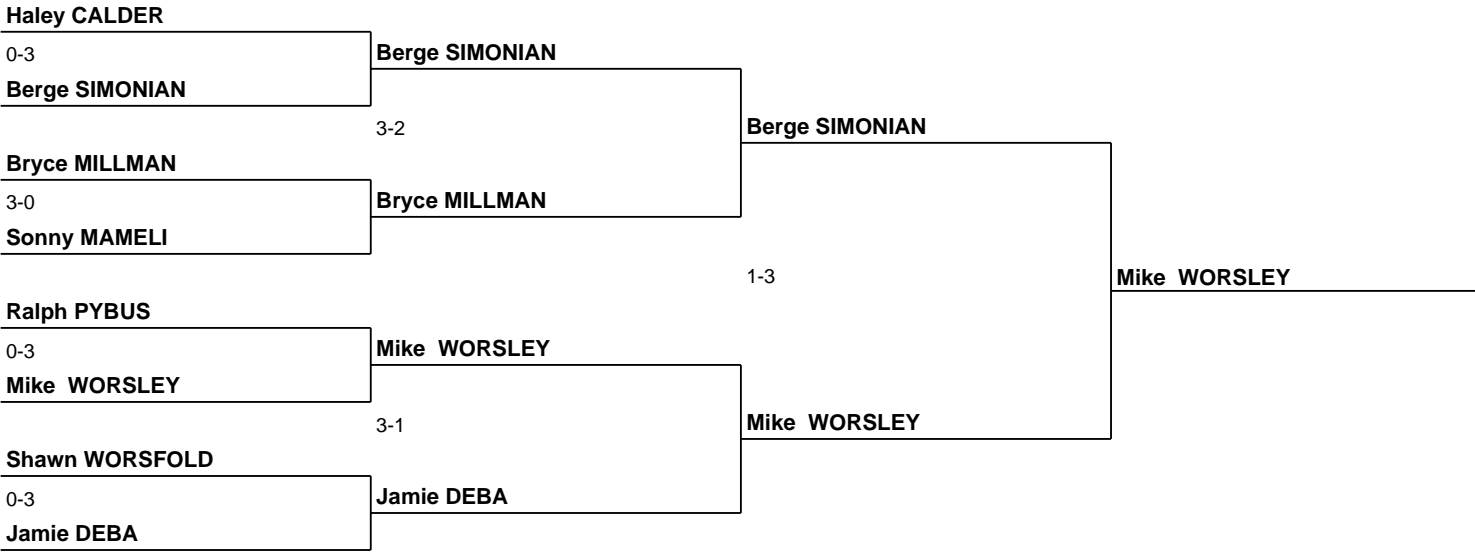 Haley CALDER
0-3
Berge SIMONIAN
Berge SIMONIAN
3-2
Berge SIMONIAN
Bryce MILLMAN
3-0
Bryce MILLMAN
Sonny MAMELI
1-3
Mike  WORSLEY
Ralph PYBUS
0-3
Mike  WORSLEY
Mike  WORSLEY
3-1
Mike  WORSLEY
Shawn WORSFOLD
0-3
Jamie DEBA
Jamie DEBA